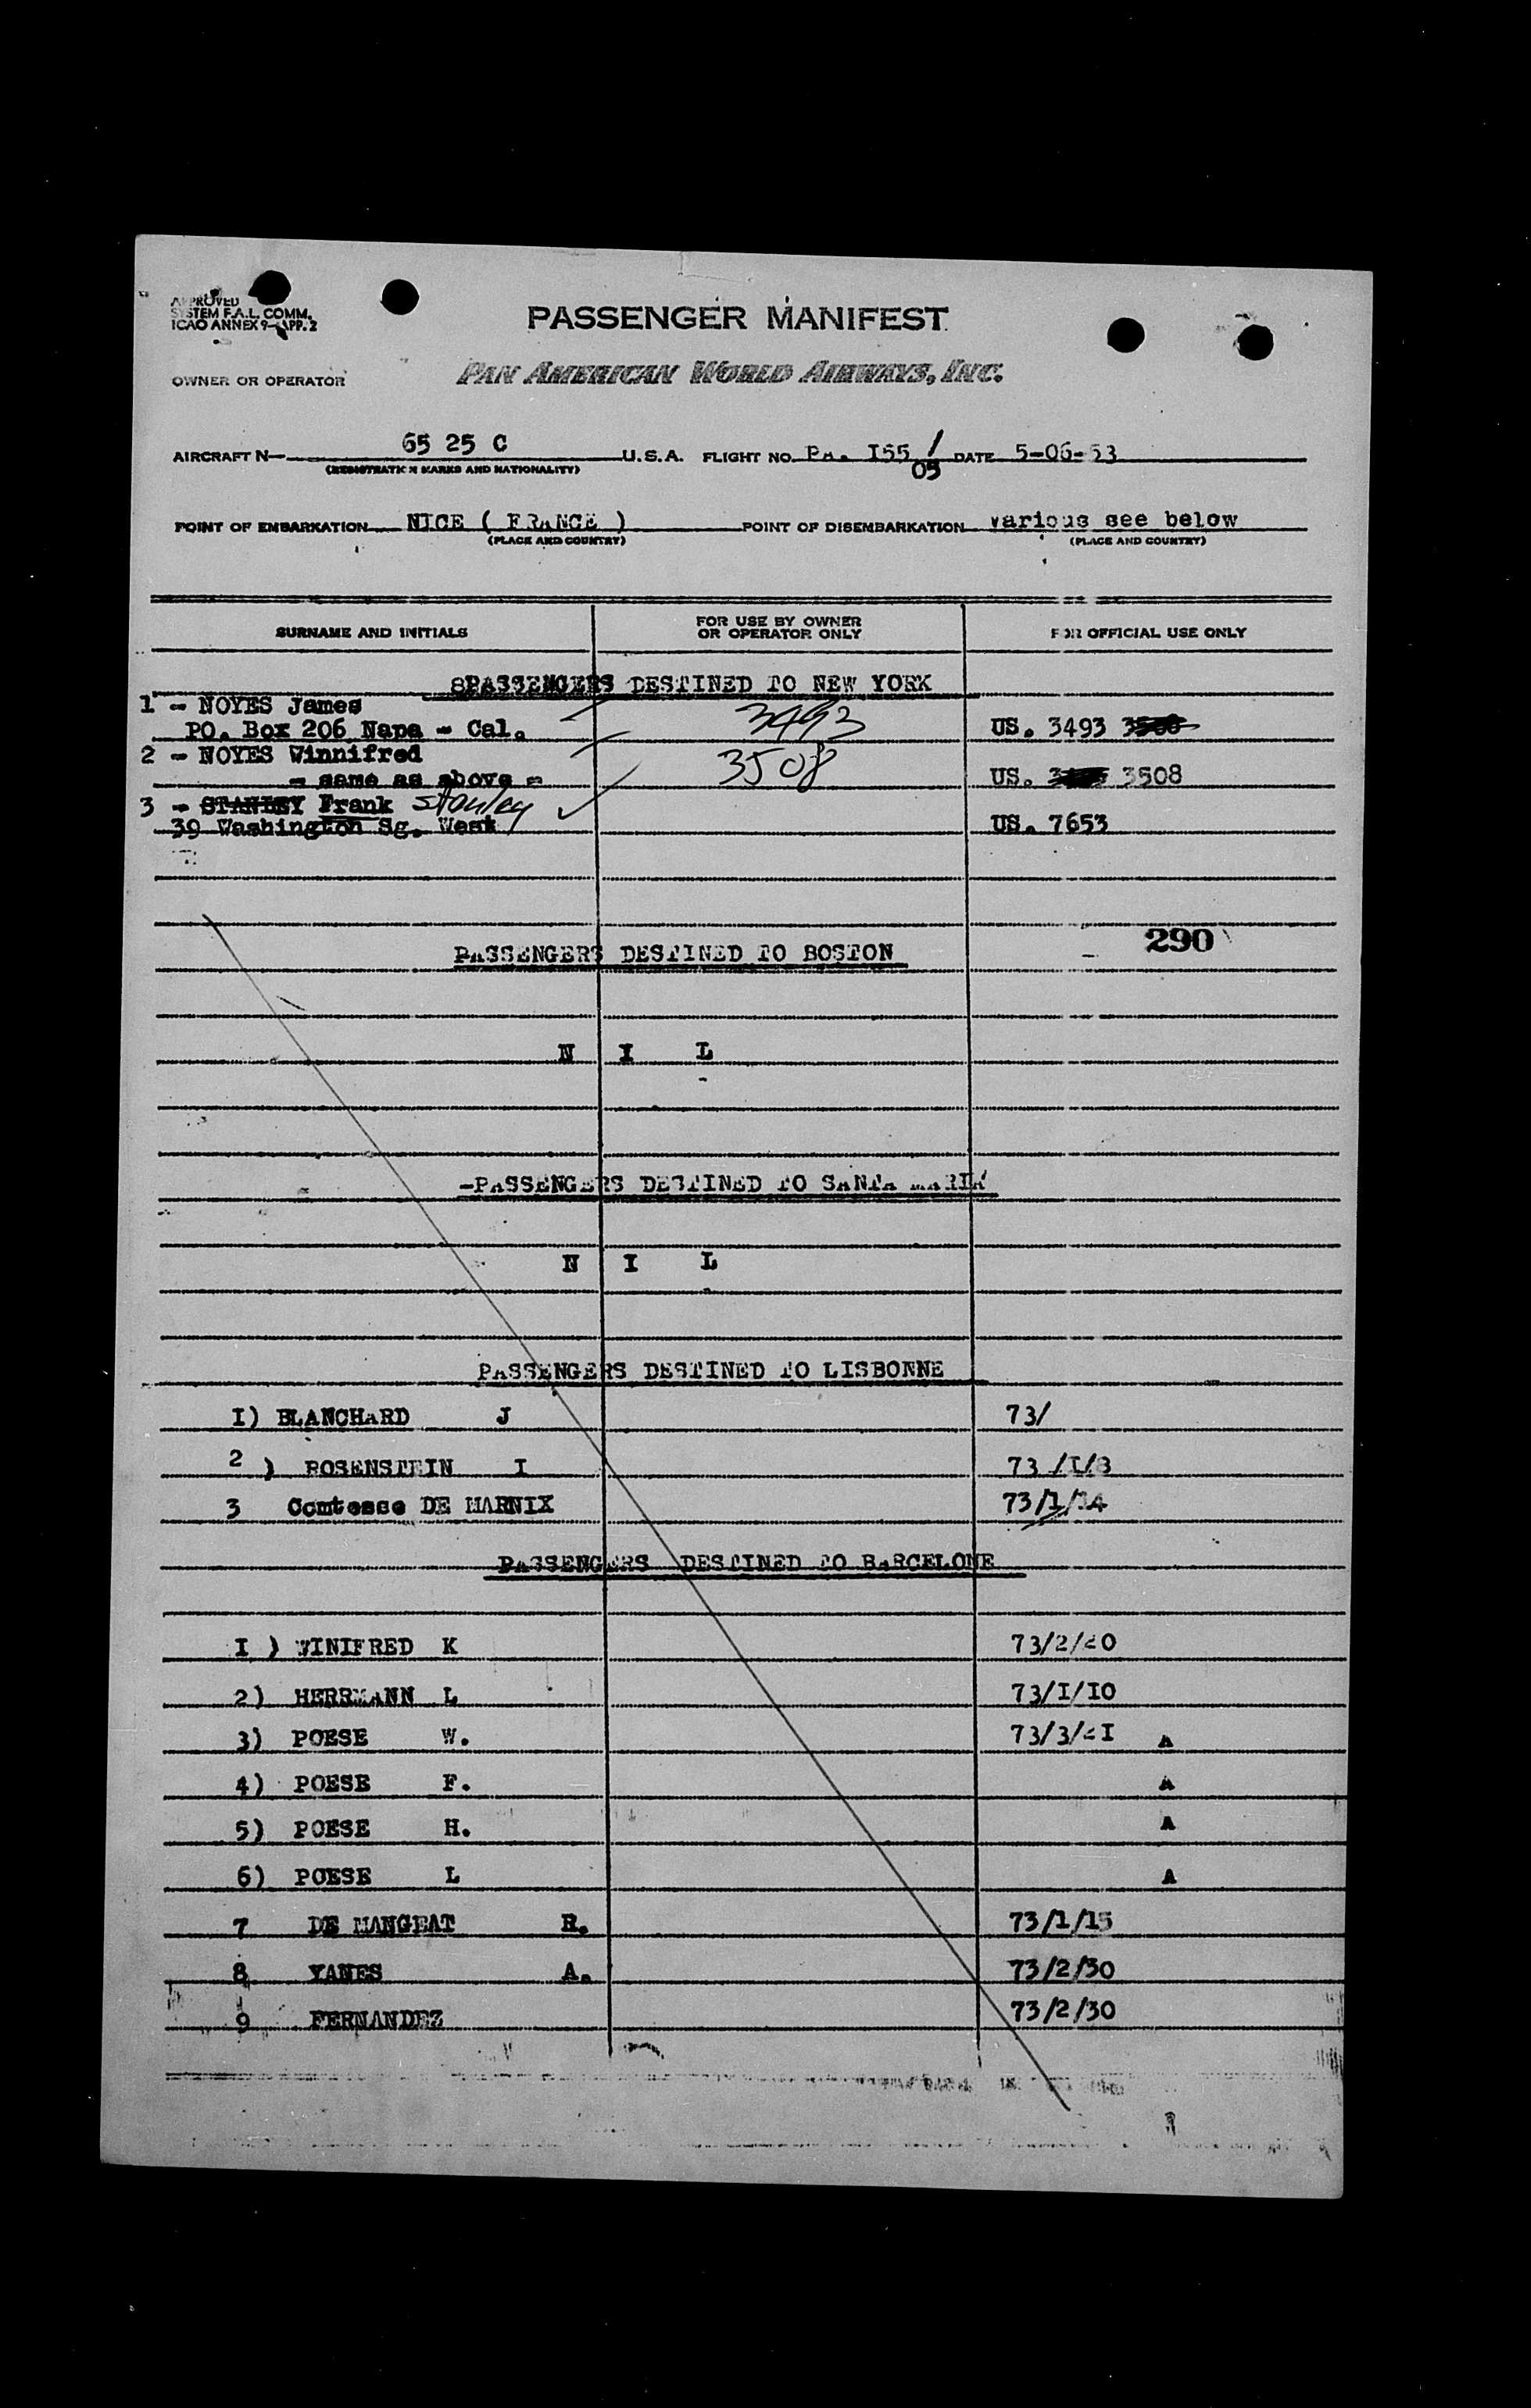 APPROVED
SYSTEM F.A.L. COMM.
ICAO ANNEX 9-APP. 2
PASSENGER MANIFEST
OWNER OR OPERATOR PAN AMERICAN WORLD AIRWAYS, INC.
AIRCRAFT N— 65 25 C U.S.A. FLIGHT NO. PA. I55 / 05 DATE 5-06-53
(REGISTRATION MARKS AND NATIONALITY)
POINT OF EMBARKATION NICE ( FRANCE ) POINT OF DISEMBARKATION various see below
(PLACE AND COUNTRY) (PLACE AND COUNTRY)
SURNAME AND INITIALS FOR USE BY OWNER OR OPERATOR ONLY FOR OFFICIAL USE ONLY
8PASSENGERS DESTINED TO NEW YORK
1 - NOYES James
PO. Box 206 Napa - Cal. 3493 US. 3493 3508
2 - NOYES Winnifred
- same as above = 3508 US. 3508
3 - STANLEY Frank Stanley
39 Washington Sg. West US. 7653
290
PASSENGERS DESTINED TO BOSTON
N I L
-PASSENGERS DESTINED TO SANTA MARIA
N I L
PASSENGERS DESTINED TO LISBONNE
I) BLANCHARD J 73/
2 ) ROSENSTEIN I 73 /I/8
3 Comtesse DE MARNIX 73/1/14
PASSENGERS DESTINED TO BARCELONE
I ) WINIFRED K 73/2/20
2) HERRMANN L 73/I/IO
3) POESE W. 73/3/2I A
4) POESE F. A
5) POESE H. A
6) POESE L A
7 DE MANGEAT R. 73/1/15
8 YANES A. 73/2/30
9 FERNANDEZ 73/2/30